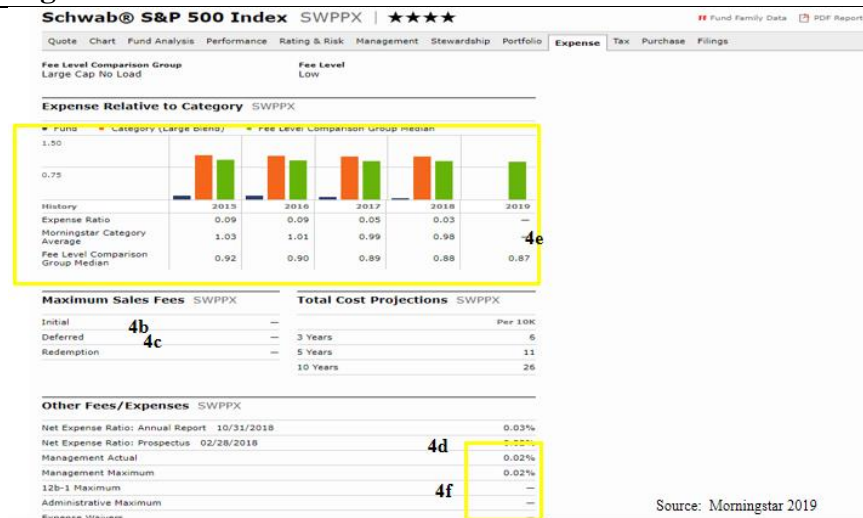 Schwab® S&P 500 Index SWPPX | ★★★★
Fund Family Data PDF Report
Quote Chart Fund Analysis Performance Rating & Risk Management Stewardship Portfolio Expense Tax Purchase Filings
Fee Level Comparison Group Fee Level
Large Cap No Load Low
Expense Relative to Category SWPPX
Fund Category (Large Blend) Fee Level Comparison Group Median
1.50
0.75
History 2015 2016 2017 2018 2019
Expense Ratio 0.09 0.09 0.05 0.03 —
Morningstar Category
Average 1.03 1.01 0.99 0.98 —
4e
Fee Level Comparison
Group Median 0.92 0.90 0.89 0.88 0.87
Maximum Sales Fees SWPPX
Initial —
4b
Deferred —
4c
Redemption —
Total Cost Projections SWPPX
Per 10K
3 Years 6
5 Years 11
10 Years 26
Other Fees/Expenses SWPPX
Net Expense Ratio: Annual Report 10/31/2018 0.03%
Net Expense Ratio: Prospectus 02/28/2018
4d
Management Actual 0.02%
Management Maximum 0.02%
12b-1 Maximum —
4f
Administrative Maximum —
Expense Waivers
Source: Morningstar 2019